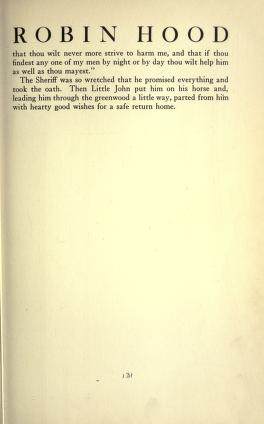 ROBIN HOOD
that thou wilt never more strive to harm me, and that if thou
findest any one of my men by night or by day thou wilt help him
as well as thou mayest."
The Sheriff was so wretched that he promised everything and
took the oath. Then Little John put him on his horse and,
leading him through the greenwood a little way, parted from him
with hearty good wishes for a safe return home.